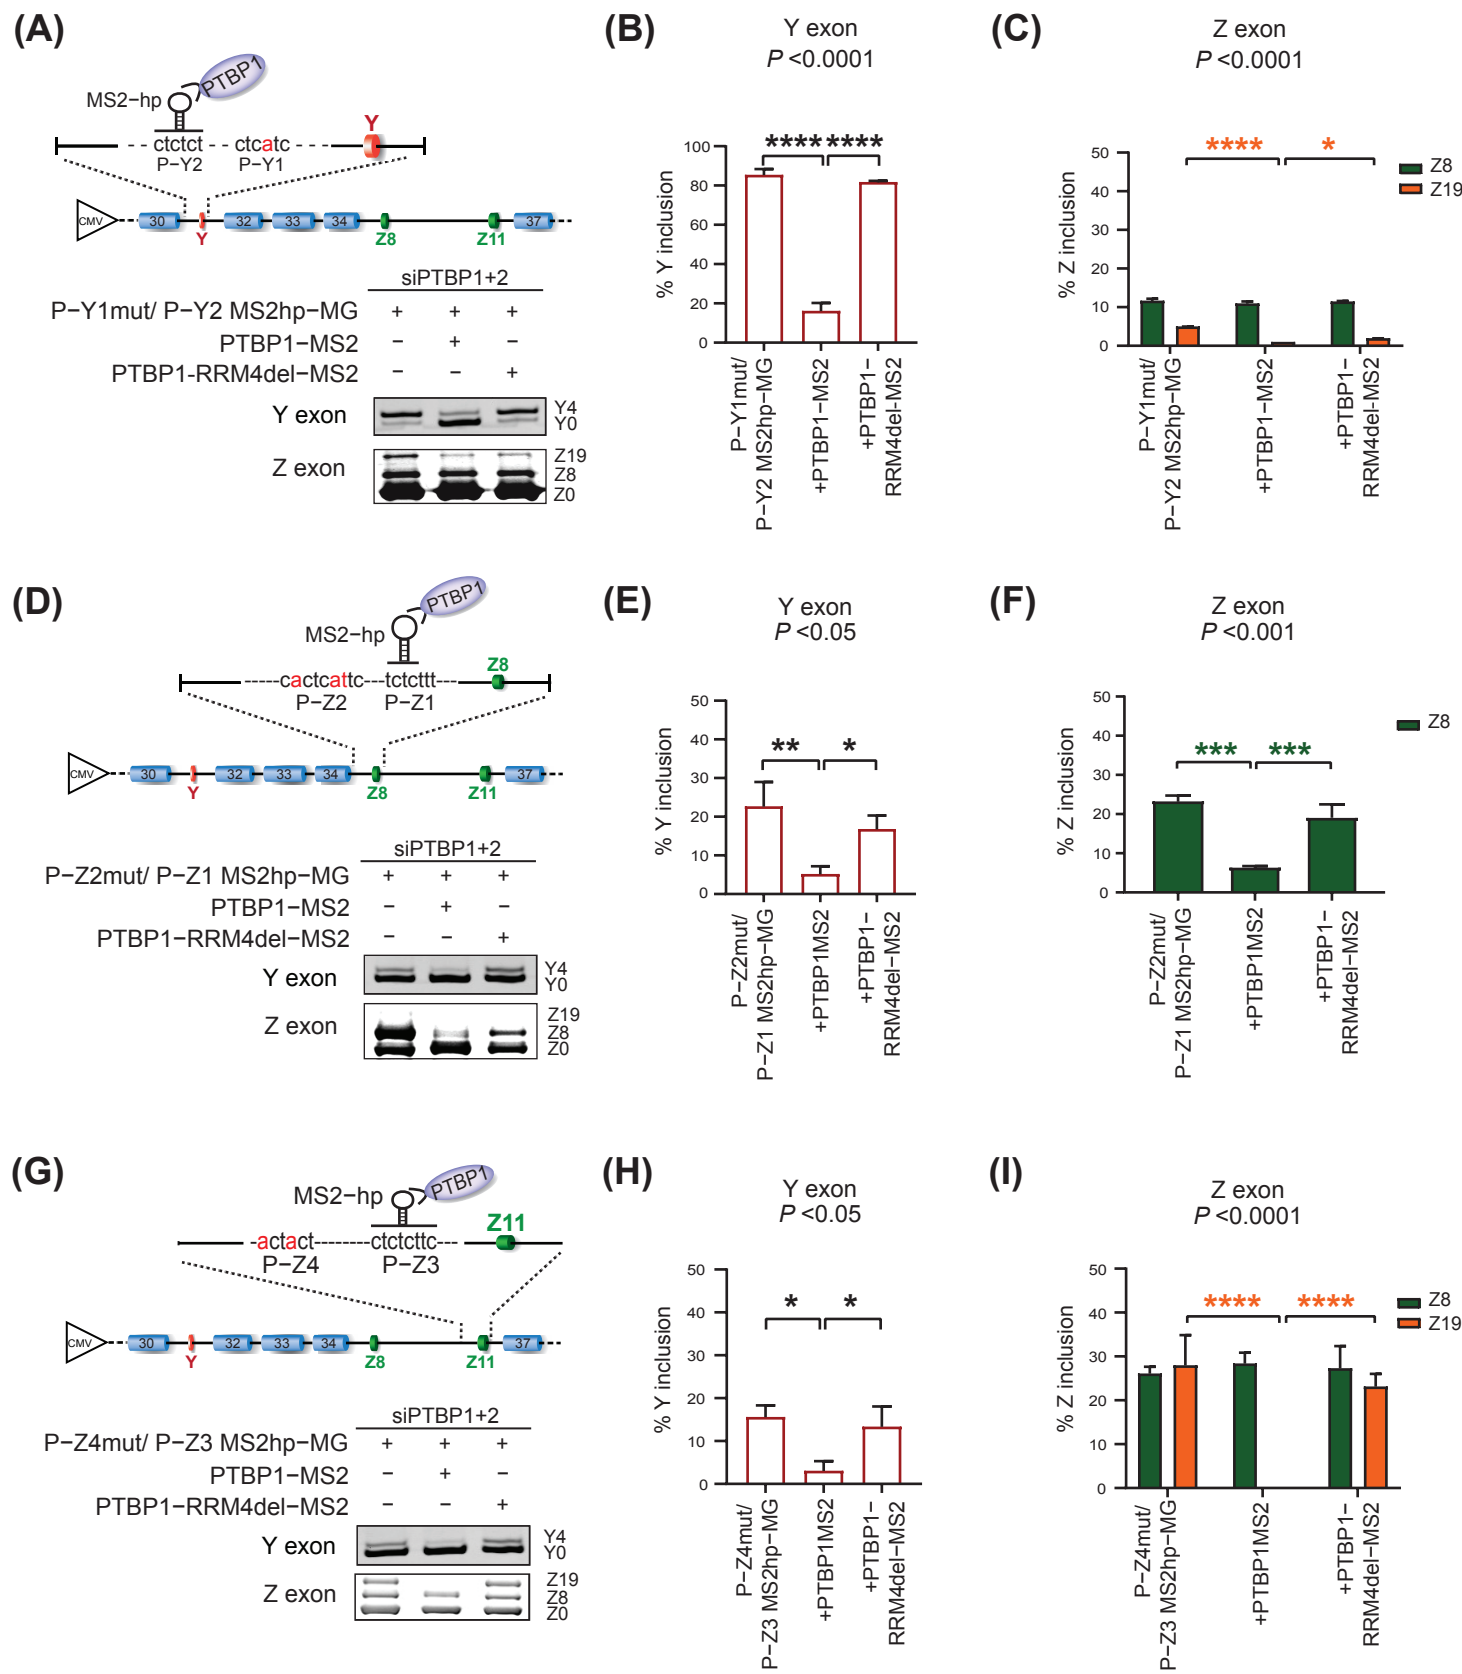 (A)
PTBP1
MS2-hp
Y
ctctct
ctcatc
P-Y2
P-Y1
CMV
30
32
33
34
37
Y
Z8
Z11
siPTBP1+2
P-Y1mut/ P-Y2 MS2hp-MG + + +
PTBP1-MS2 - + -
PTBP1-RRM4del-MS2 - - +
Y exon
Y4
Y0
Z exon
Z19
Z8
Z0
(B)
Y exon
P <0.0001
**** ****
% Y inclusion
100
80
60
40
20
0
P-Y1mut/
P-Y2 MS2hp-MG
+PTBP1-MS2
+PTBP1-
RRM4del-MS2
(C)
Z exon
P <0.0001
**** *
Z8
Z19
% Z inclusion
50
40
30
20
10
0
P-Y1mut/
P-Y2 MS2hp-MG
+PTBP1-MS2
+PTBP1-
RRM4del-MS2
(D)
PTBP1
MS2-hp
Z8
-----cactcattc---tctcttt----
P-Z2
P-Z1
CMV
30
32
33
34
37
Y
Z8
Z11
siPTBP1+2
P-Z2mut/ P-Z1 MS2hp-MG + + +
PTBP1-MS2 - + -
PTBP1-RRM4del-MS2 - - +
Y exon
Y4
Y0
Z exon
Z19
Z8
Z0
(E)
Y exon
P <0.05
** *
% Y inclusion
50
40
30
20
10
0
P-Z2mut/
P-Z1 MS2hp-MG
+PTBP1MS2
+PTBP1-
RRM4del-MS2
(F)
Z exon
P <0.001
*** ***
Z8
% Z inclusion
50
40
30
20
10
0
P-Z2mut/
P-Z1 MS2hp-MG
+PTBP1MS2
+PTBP1-
RRM4del-MS2
(G)
PTBP1
MS2-hp
Z11
-actact----------ctctcttc---
P-Z4
P-Z3
CMV
30
32
33
34
37
Y
Z8
Z11
siPTBP1+2
P-Z4mut/ P-Z3 MS2hp-MG + + +
PTBP1-MS2 - + -
PTBP1-RRM4del-MS2 - - +
Y exon
Y4
Y0
Z exon
Z19
Z8
Z0
(H)
Y exon
P <0.05
* *
% Y inclusion
50
40
30
20
10
0
P-Z4mut/
P-Z3 MS2hp-MG
+PTBP1MS2
+PTBP1-
RRM4del-MS2
(I)
Z exon
P <0.0001
**** ****
Z8
Z19
% Z inclusion
50
40
30
20
10
0
P-Z4mut/
P-Z3 MS2hp-MG
+PTBP1MS2
+PTBP1-
RRM4del-MS2